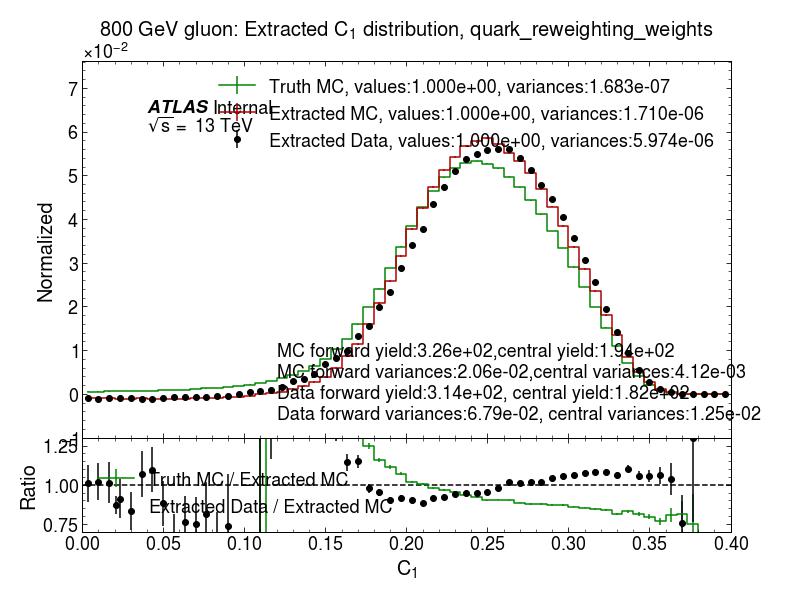 800 GeV gluon: Extracted C₁ distribution, quark_reweighting_weights
×10⁻²
Truth MC, values:1.000e+00, variances:1.683e-07
ATLAS Internal
Extracted MC, values:1.000e+00, variances:1.710e-06
√s = 13 TeV
Extracted Data, values:1.000e+00, variances:5.974e-06
7
6
5
4
3
2
1
0
Normalized
MC forward yield:3.26e+02,central yield:1.94e+02
MC forward variances:2.06e-02,central variances:4.12e-03
Data forward yield:3.14e+02, central yield:1.82e+02
Data forward variances:6.79e-02, central variances:1.25e-02
1.25
1.00
0.75
Ratio
Truth MC / Extracted MC
Extracted Data / Extracted MC
0.00 0.05 0.10 0.15 0.20 0.25 0.30 0.35 0.40
C₁